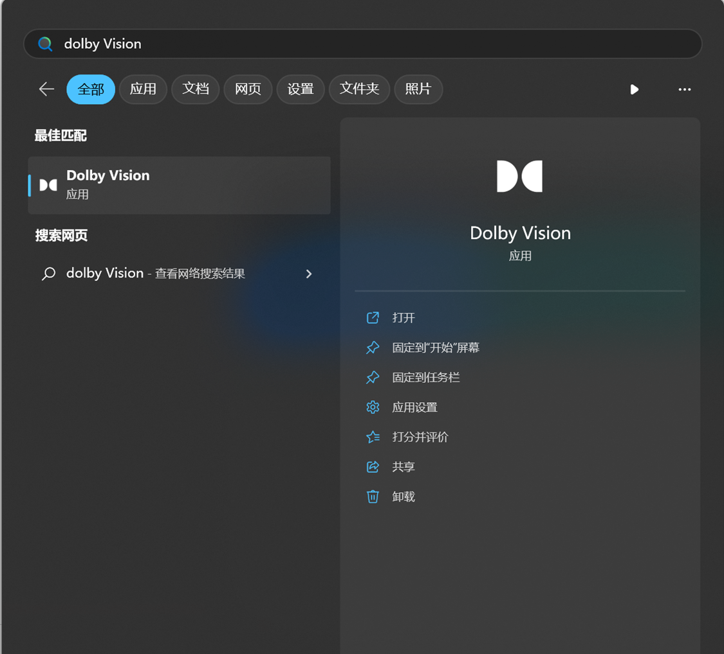 dolby Vision
全部 应用 文档 网页 设置 文件夹 照片
最佳匹配
Dolby Vision
应用
搜索网页
dolby Vision - 查看网络搜索结果
Dolby Vision
应用
打开
固定到"开始"屏幕
固定到任务栏
应用设置
打分并评价
共享
卸载